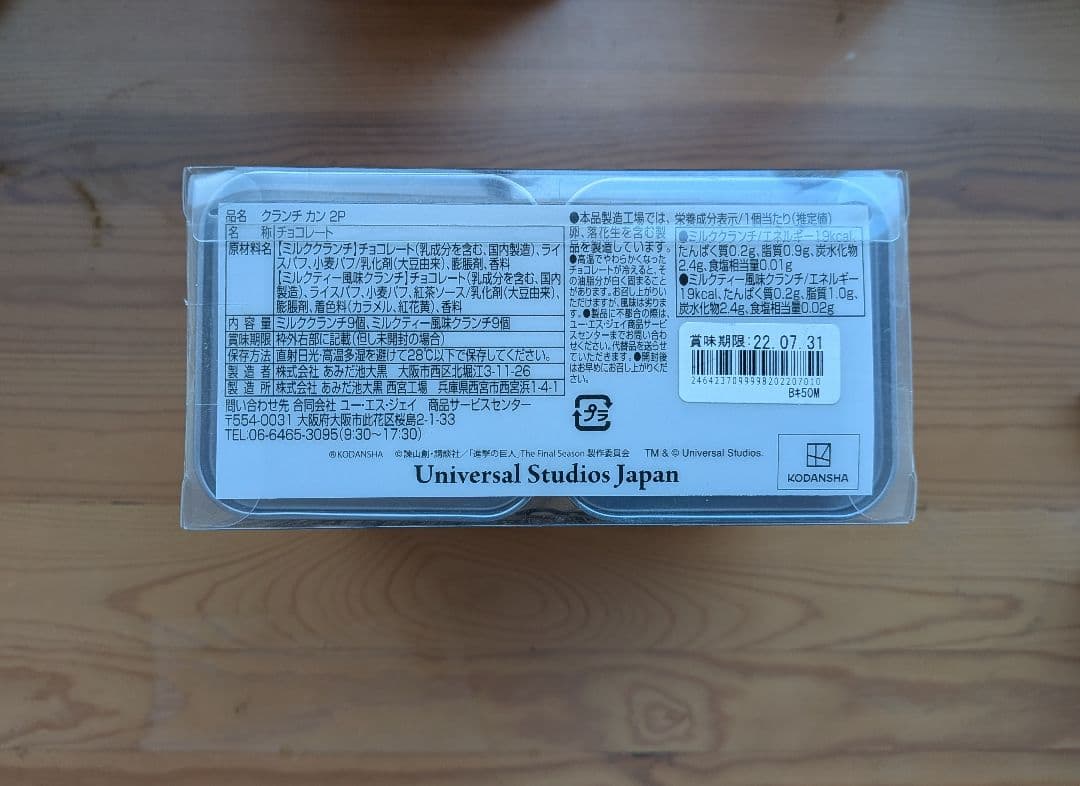 品名 クランチ カン 2P
名 称 チョコレート
原材料名 【ミルククランチ】チョコレート(乳成分を含む、国内製造)、ライ
スパフ、小麦パフ/乳化剤(大豆由来)、膨脹剤、香料
【ミルクティー風味クランチ】チョコレート(乳成分を含む、国内
製造)、ライスパフ、小麦パフ、紅茶ソース/乳化剤(大豆由来)、
膨脹剤、着色料(カラメル、紅花黄)、香料
内 容 量 ミルククランチ9個、ミルクティー風味クランチ9個
賞味期限 枠外右部に記載(但し未開封の場合)
保存方法 直射日光・高温多湿を避けて28℃以下で保存してください。
製 造 者 株式会社 あみだ池大黒 大阪市西区北堀江3-11-26
製 造 所 株式会社 あみだ池大黒 西宮工場 兵庫県西宮市西宮浜1-4-1
問い合わせ先 合同会社 ユー・エス・ジェイ 商品サービスセンター
〒554-0031 大阪府大阪市此花区桜島2-1-33
TEL:06-6465-3095(9:30〜17:30)
●本品製造工場では、
卵、落花生を含む製
品を製造しています。
●高温でやわらかくなった
チョコレートが冷えると、そ
の油脂分が白く固まること
があります。お召し上がりい
ただけますが、風味は劣りま
す。●製品に不都合の際は、
ユー・エス・ジェイ商品サービ
スセンターまでお問い合わ
せください。代替品を送らせ
ていただきます。●開封後
はお早めにお召し上がりくだ
さい。
栄養成分表示/1個当たり(推定値)
●ミルククランチ/エネルギー19kcal、
たんぱく質0.2g、脂質0.9g、炭水化物
2.4g、食塩相当量0.01g
●ミルクティー風味クランチ/エネルギー
19kcal、たんぱく質0.2g、脂質1.0g、
炭水化物2.4g、食塩相当量0.02g
賞味期限:22.07.31
2464237099998202207010
Bキ50M
プラ
®KODANSHA ©諫山創・講談社/「進撃の巨人」The Final Season 製作委員会 TM & © Universal Studios.
Universal Studios Japan
KODANSHA